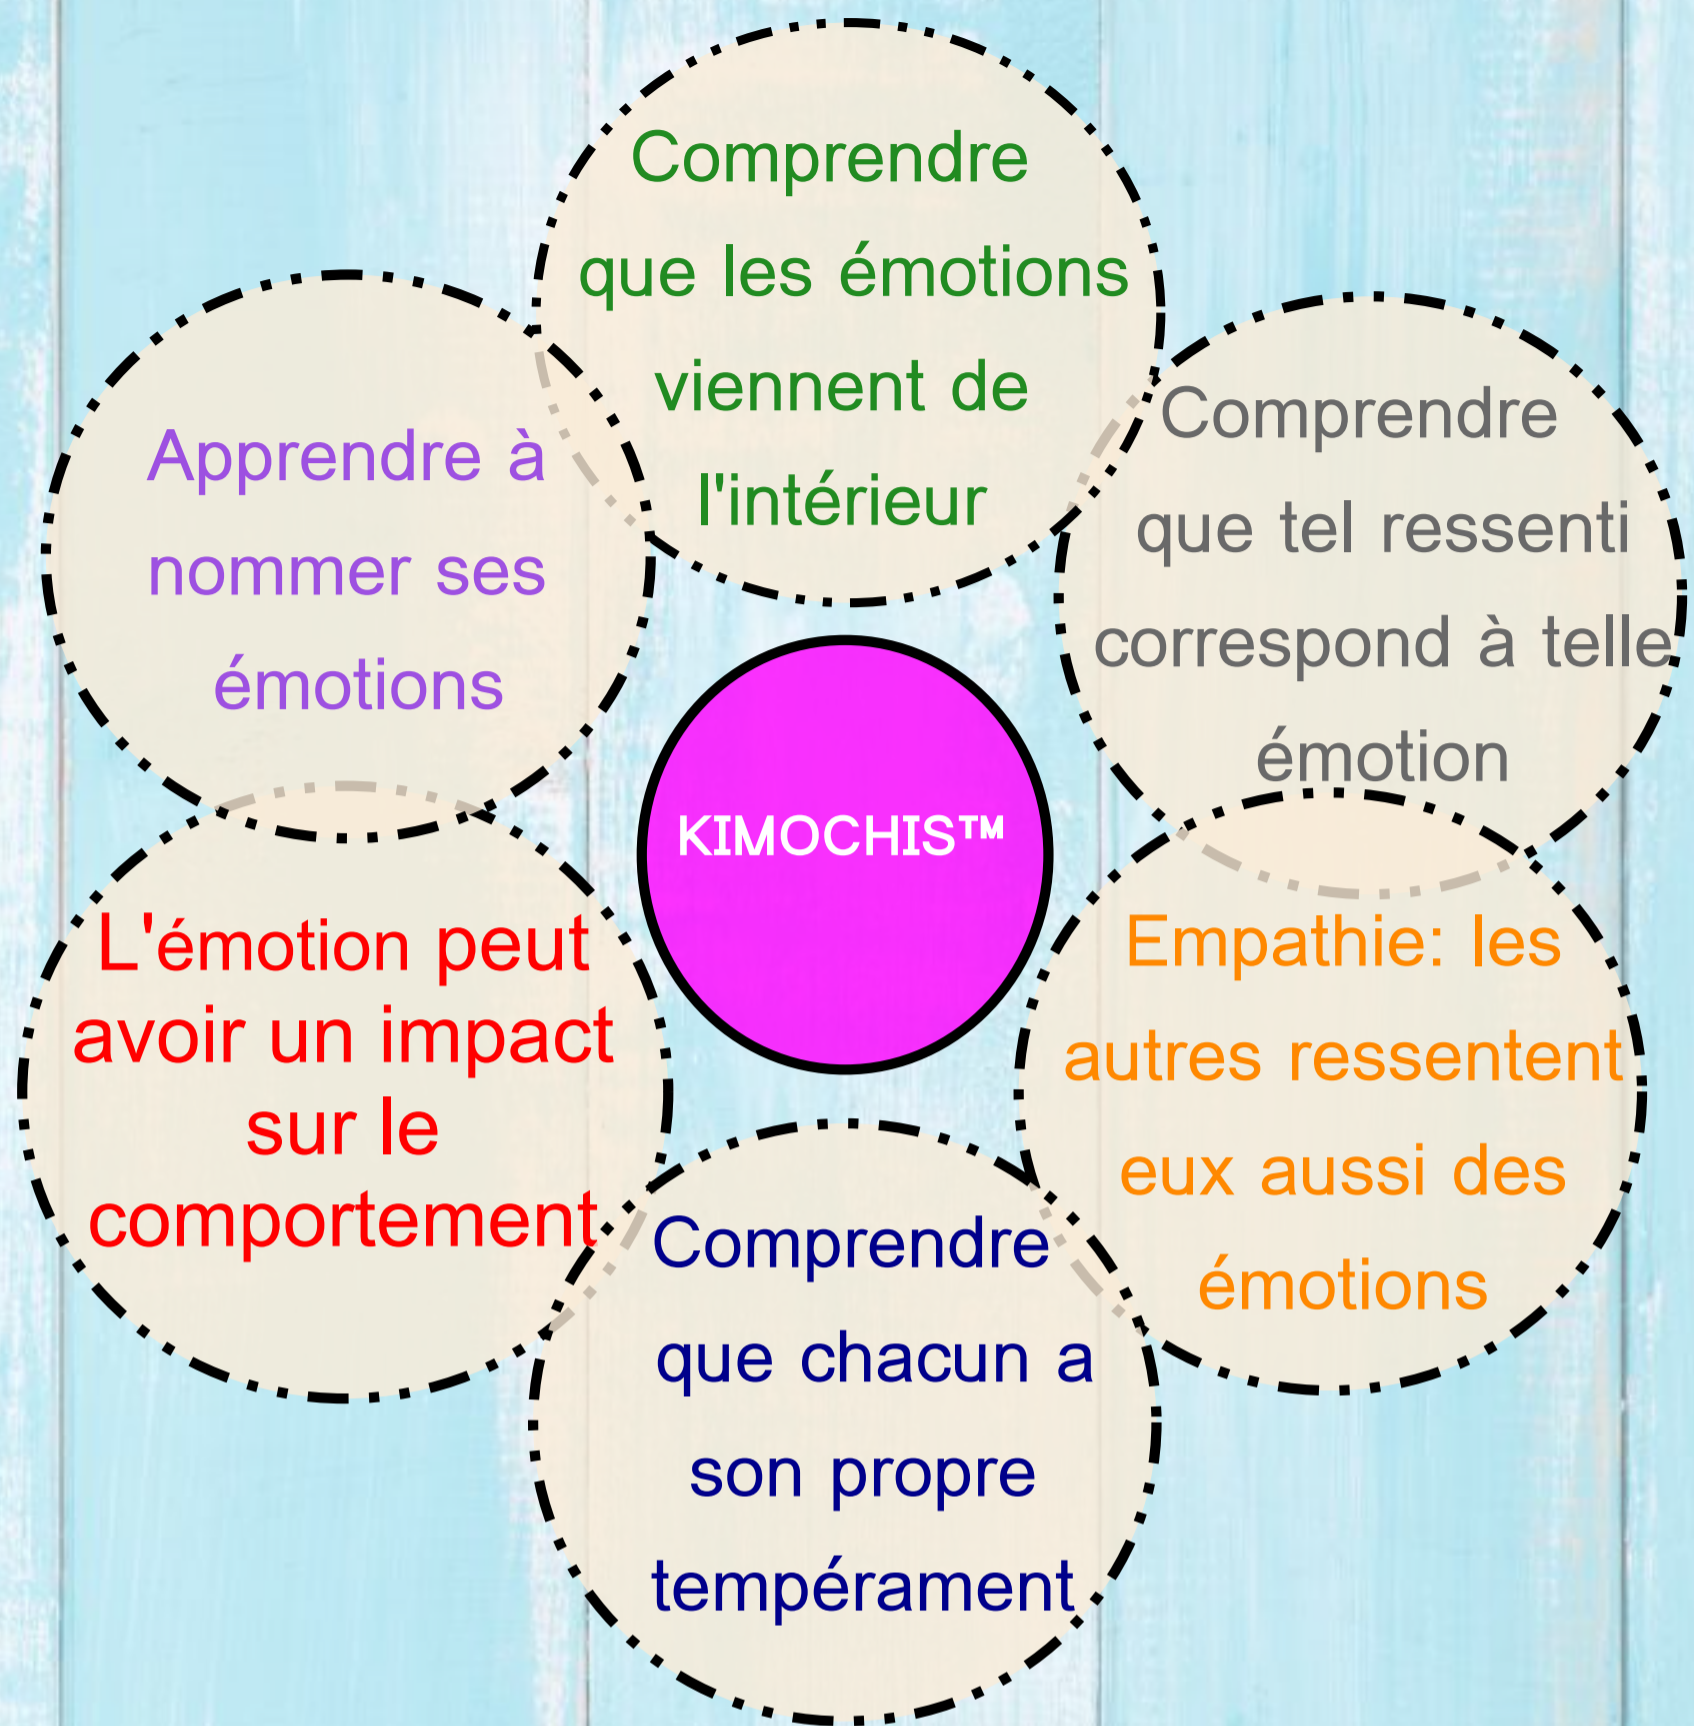 Comprendre
que les émotions
viennent de
l'intérieur
Comprendre
que tel ressenti
correspond à telle
émotion
Empathie: les
autres ressentent
eux aussi des
émotions
Comprendre
que chacun a
son propre
tempérament
L'émotion peut
avoir un impact
sur le
comportement
Apprendre à
nommer ses
émotions
KIMOCHIS™